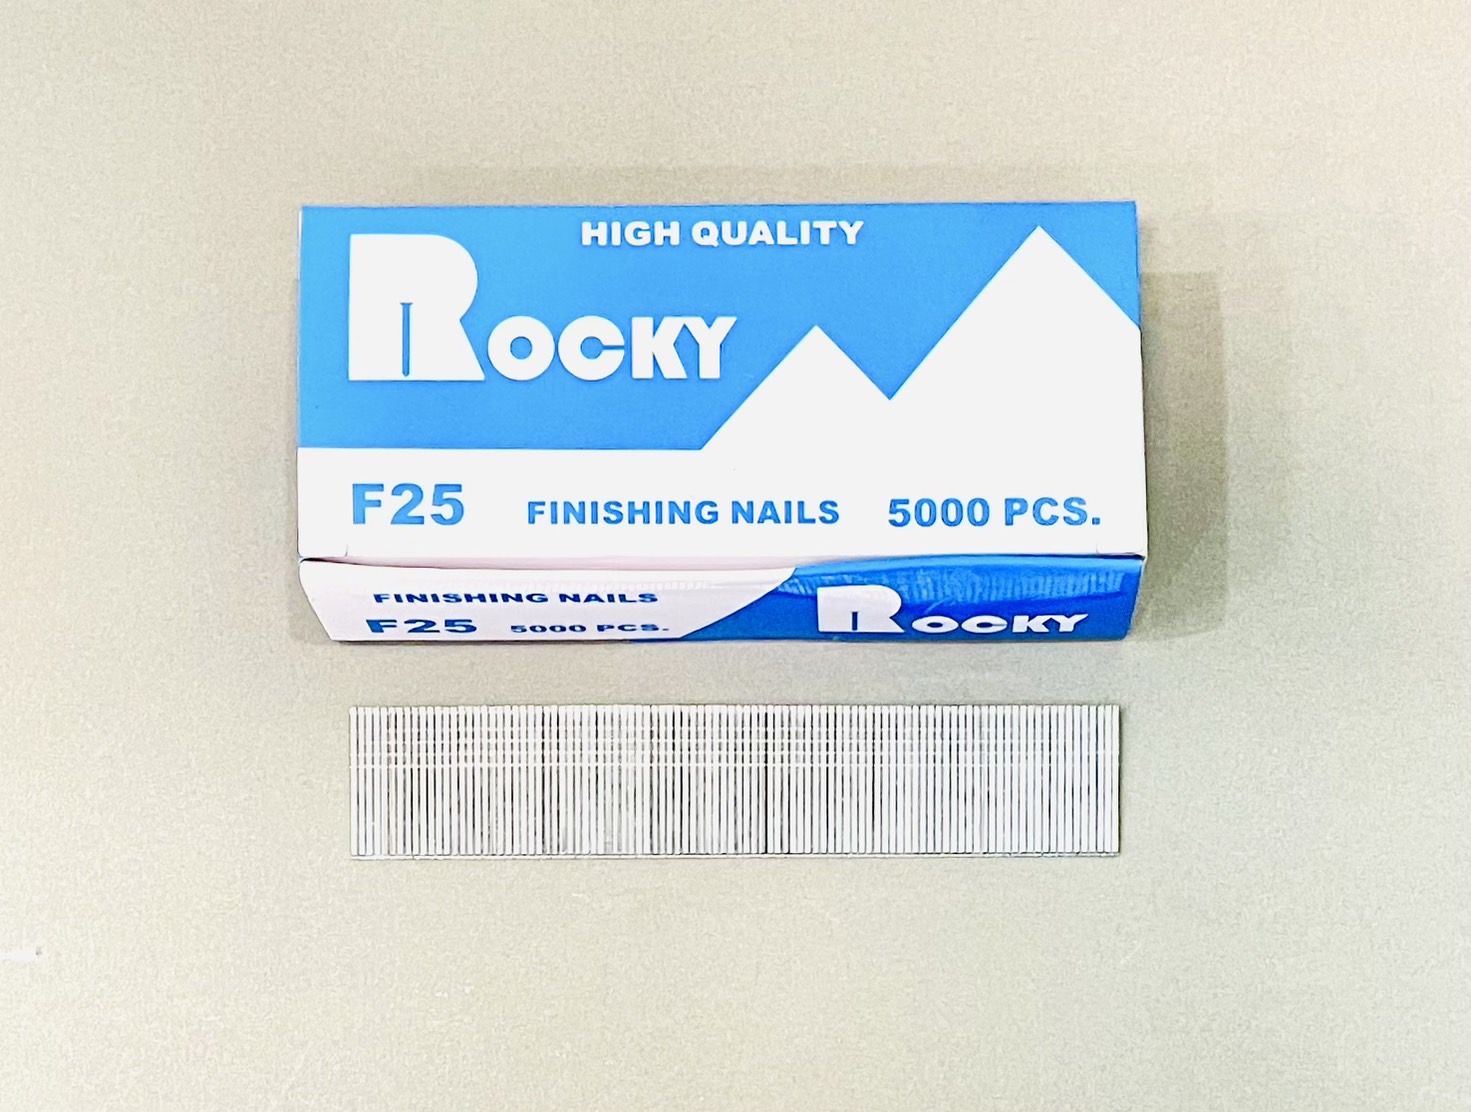 HIGH QUALITY
ROCKY
F25 FINISHING NAILS 5000 PCS.
FINISHING NAILS
F25 5000 PCS.
ROCKY